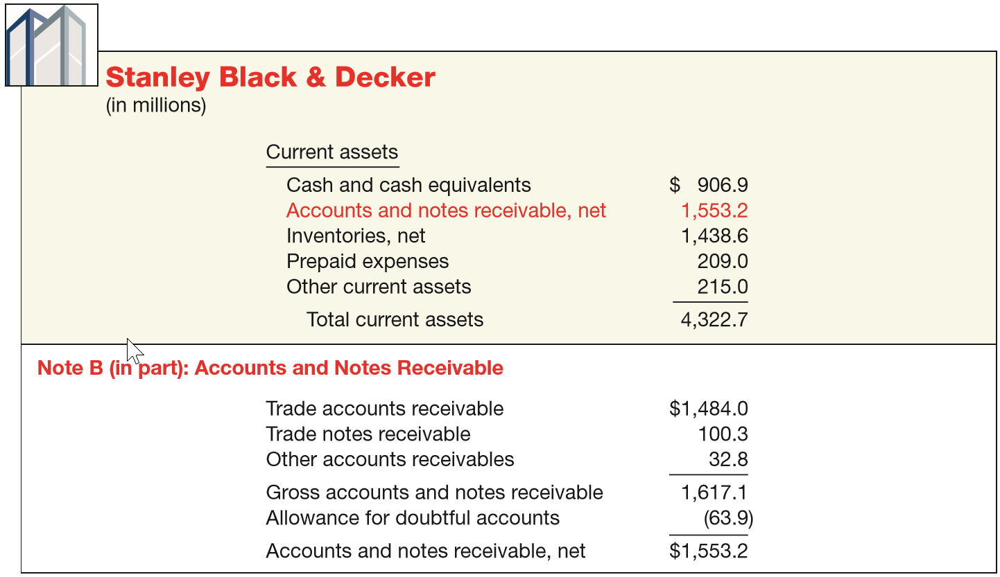 Stanley Black & Decker
(in millions)
Current assets
Cash and cash equivalents $ 906.9
Accounts and notes receivable, net 1,553.2
Inventories, net 1,438.6
Prepaid expenses 209.0
Other current assets 215.0
Total current assets 4,322.7
Note B (in part): Accounts and Notes Receivable
Trade accounts receivable $1,484.0
Trade notes receivable 100.3
Other accounts receivables 32.8
Gross accounts and notes receivable 1,617.1
Allowance for doubtful accounts (63.9)
Accounts and notes receivable, net $1,553.2